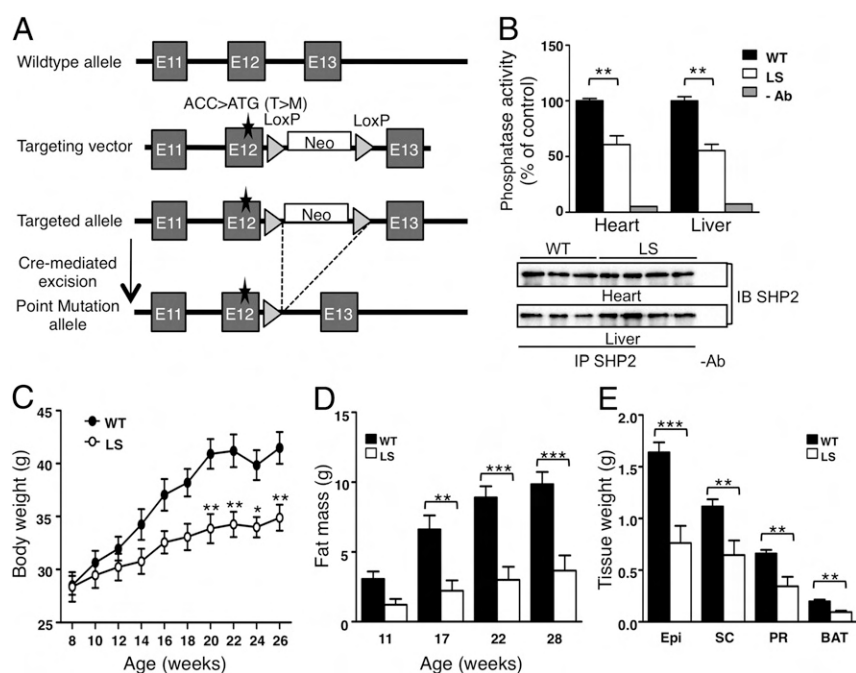 A
Wildtype allele
E11 E12 E13
ACC>ATG (T>M)
LoxP LoxP
Targeting vector
E12 Neo E13
Targeted allele
E11 E12 Neo E13
Cre-mediated
excision
Point Mutation
allele
E11 E12 E13
B
Phosphatase activity
(% of control)
150
100
50
0
** **
WT
LS
- Ab
Heart Liver
WT LS
Heart
Liver
IB SHP2
IP SHP2 -Ab
C
Body weight (g)
45
40
35
30
25
WT
LS
** ** * **
8 10 12 14 16 18 20 22 24 26
Age (weeks)
D
Fat mass (g)
15
10
5
0
WT
LS
** *** ***
11 17 22 28
Age (weeks)
E
Tissue weight (g)
2.0
1.5
1.0
0.5
0.0
WT
LS
*** ** ** **
Epi SC PR BAT